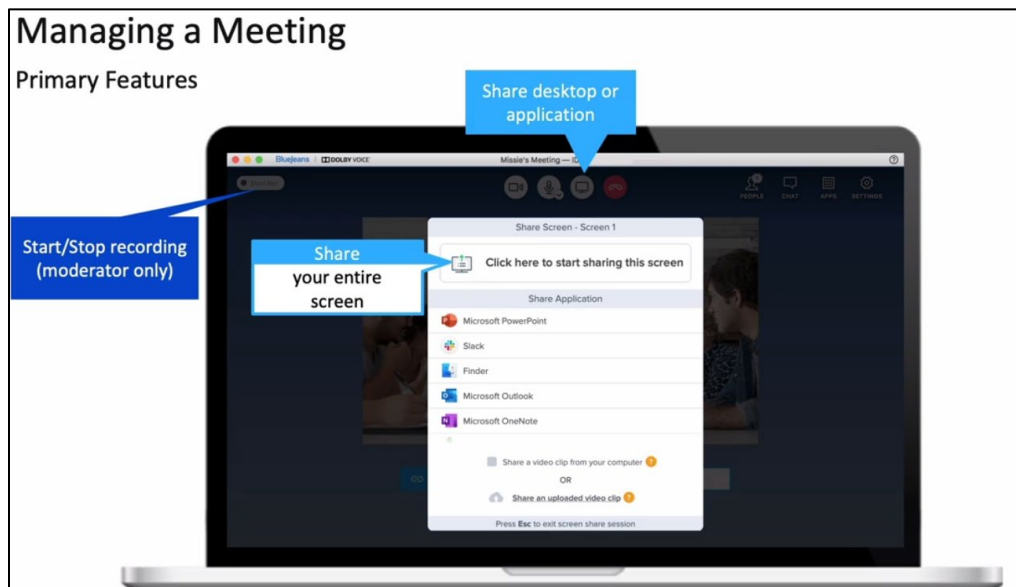 Managing a Meeting
Primary Features
Share desktop or
application
BlueJeans
DOLBY VOICE
Missie's Meeting —
PEOPLE
CHAT
APPS
SETTINGS
Start/Stop recording
(moderator only)
Share
your entire
screen
Share Screen - Screen 1
Click here to start sharing this screen
Share Application
Microsoft PowerPoint
Slack
Finder
Microsoft Outlook
Microsoft OneNote
Share a video clip from your computer ?
OR
Share an uploaded video clip ?
Press Esc to exit screen share session